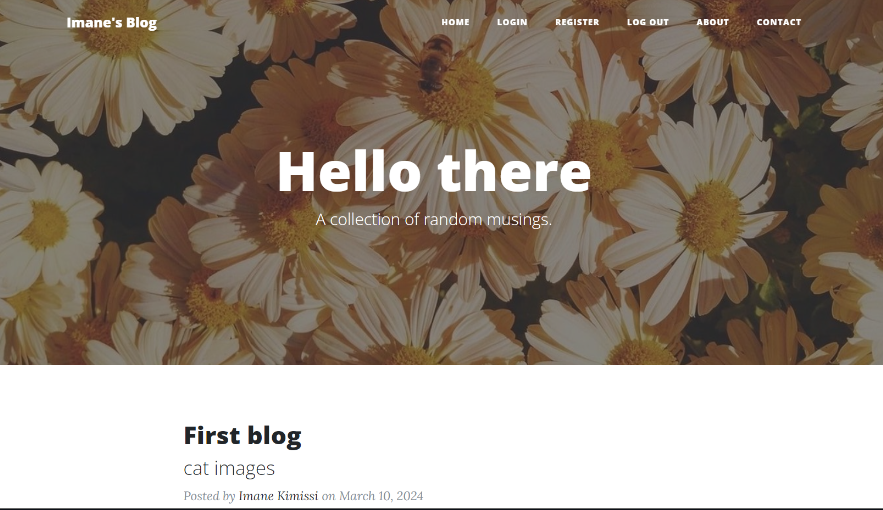 Imane's Blog HOME LOGIN REGISTER LOG OUT ABOUT CONTACT
Hello there
A collection of random musings.
First blog
cat images
Posted by Imane Kimissi on March 10, 2024